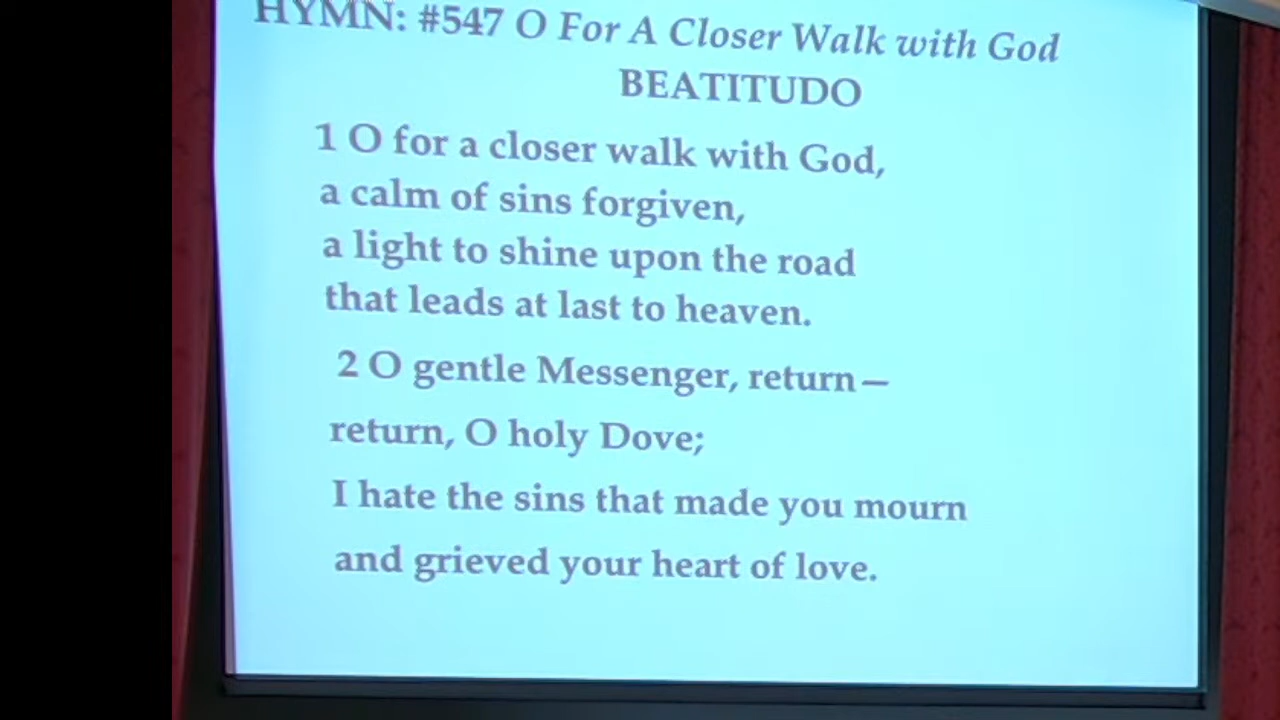 HYMN: #547 O For A Closer Walk with God
BEATITUDO
1 O for a closer walk with God,
a calm of sins forgiven,
a light to shine upon the road
that leads at last to heaven.
2 O gentle Messenger, return—
return, O holy Dove;
I hate the sins that made you mourn
and grieved your heart of love.